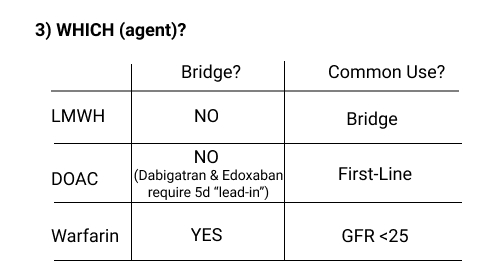 3) WHICH (agent)?
Bridge? Common Use?
LMWH NO Bridge
DOAC NO First-Line
(Dabigatran & Edoxaban
require 5d “lead-in”)
Warfarin YES GFR <25